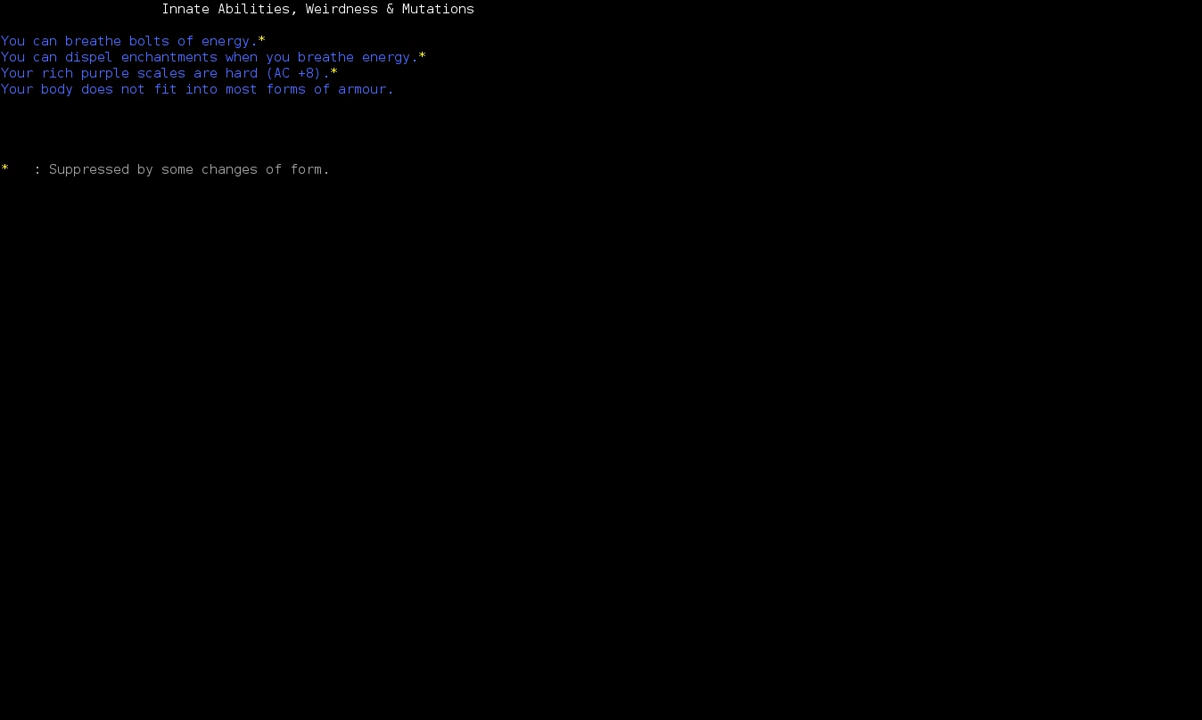 Innate Abilities, Weirdness & Mutations
You can breathe bolts of energy.*
You can dispel enchantments when you breathe energy.*
Your rich purple scales are hard (AC +8).*
Your body does not fit into most forms of armour.
* : Suppressed by some changes of form.